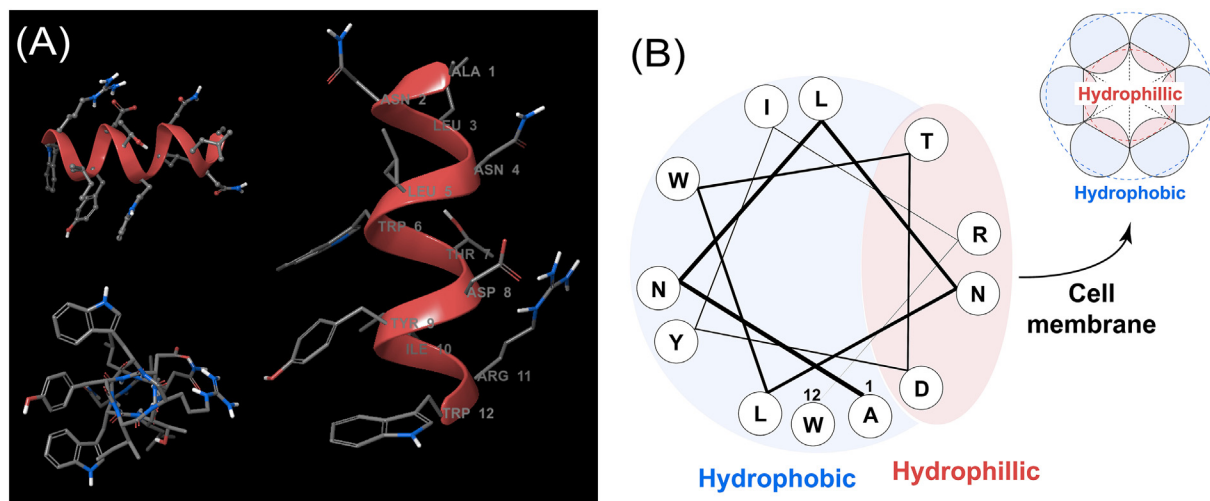 (A)
ALA 1
ASN 2
LEU 3
ASN 4
LEU 5
TRP 6
THR 7
ASP 8
TYR 9
ILE 10
ARG 11
TRP 12
(B)
Hydrophillic
Hydrophobic
I
L
T
W
R
N
N
Y
D
L
12
W
1
A
Cell
membrane
Hydrophobic
Hydrophillic